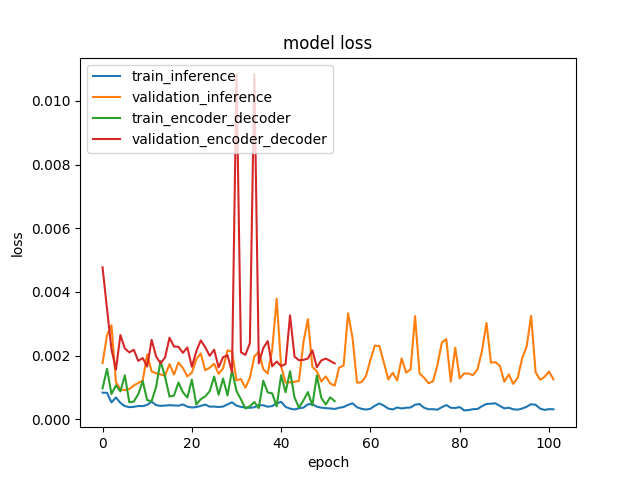 model loss
train_inference
validation_inference
train_encoder_decoder
validation_encoder_decoder
0.010
0.008
0.006
0.004
0.002
0.000
loss
0 20 40 60 80 100
epoch